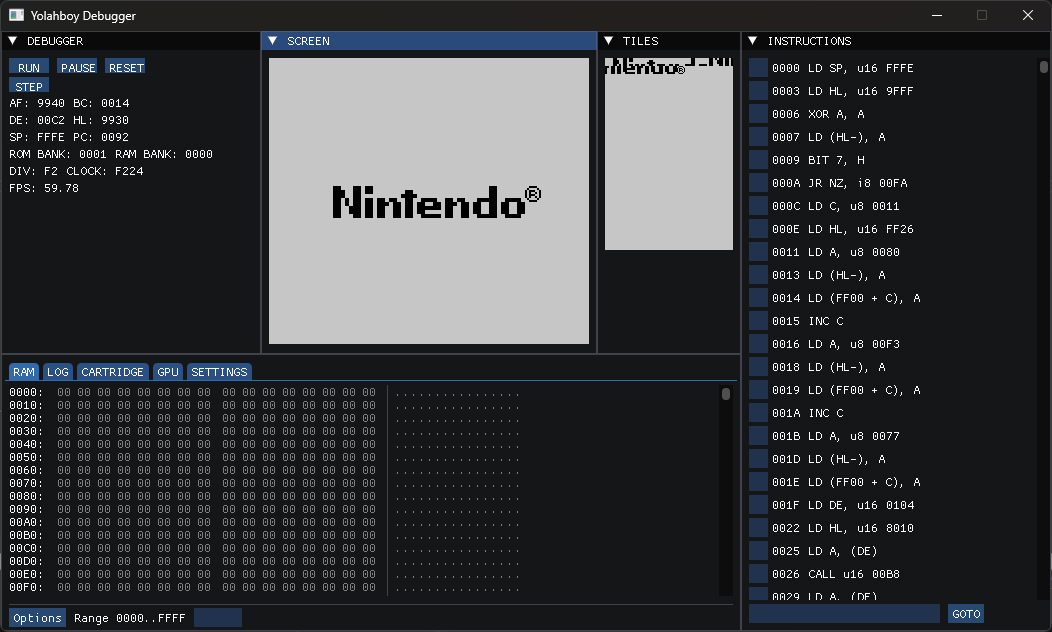 Yolahboy Debugger
DEBUGGER
RUN PAUSE RESET
STEP
AF: 9940 BC: 0014
DE: 00C2 HL: 9930
SP: FFFE PC: 0092
ROM BANK: 0001 RAM BANK: 0000
DIV: F2 CLOCK: F224
FPS: 59.78
SCREEN
Nintendo®
TILES
INSTRUCTIONS
0000 LD SP, u16 FFFE
0003 LD HL, u16 9FFF
0006 XOR A, A
0007 LD (HL-), A
0009 BIT 7, H
000A JR NZ, i8 00FA
000C LD C, u8 0011
000E LD HL, u16 FF26
0011 LD A, u8 0080
0013 LD (HL-), A
0014 LD (FF00 + C), A
0015 INC C
0016 LD A, u8 00F3
0018 LD (HL-), A
0019 LD (FF00 + C), A
001A INC C
001B LD A, u8 0077
001D LD (HL-), A
001E LD (FF00 + C), A
001F LD DE, u16 0104
0022 LD HL, u16 8010
0025 LD A, (DE)
0026 CALL u16 00B8
0029 LD A, (DE)
GOTO
RAM LOG CARTRIDGE GPU SETTINGS
0000: 00 00 00 00 00 00 00 00 00 00 00 00 00 00 00 00 ................
0010: 00 00 00 00 00 00 00 00 00 00 00 00 00 00 00 00 ................
0020: 00 00 00 00 00 00 00 00 00 00 00 00 00 00 00 00 ................
0030: 00 00 00 00 00 00 00 00 00 00 00 00 00 00 00 00 ................
0040: 00 00 00 00 00 00 00 00 00 00 00 00 00 00 00 00 ................
0050: 00 00 00 00 00 00 00 00 00 00 00 00 00 00 00 00 ................
0060: 00 00 00 00 00 00 00 00 00 00 00 00 00 00 00 00 ................
0070: 00 00 00 00 00 00 00 00 00 00 00 00 00 00 00 00 ................
0080: 00 00 00 00 00 00 00 00 00 00 00 00 00 00 00 00 ................
0090: 00 00 00 00 00 00 00 00 00 00 00 00 00 00 00 00 ................
00A0: 00 00 00 00 00 00 00 00 00 00 00 00 00 00 00 00 ................
00B0: 00 00 00 00 00 00 00 00 00 00 00 00 00 00 00 00 ................
00C0: 00 00 00 00 00 00 00 00 00 00 00 00 00 00 00 00 ................
00D0: 00 00 00 00 00 00 00 00 00 00 00 00 00 00 00 00 ................
00E0: 00 00 00 00 00 00 00 00 00 00 00 00 00 00 00 00 ................
00F0: 00 00 00 00 00 00 00 00 00 00 00 00 00 00 00 00 ................
Options Range 0000..FFFF